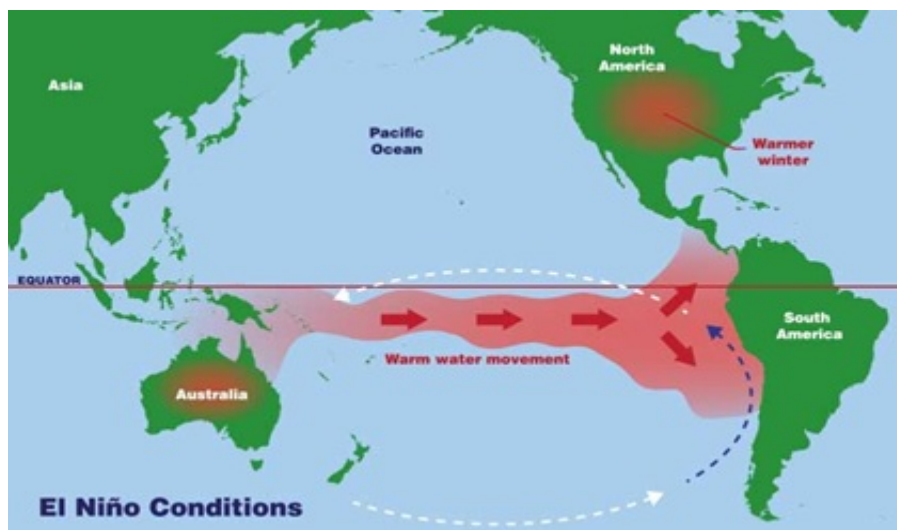 North
America
Asia
Pacific
Ocean
Warmer
winter
EQUATOR
South
America
Warm water movement
Australia
El Niño Conditions